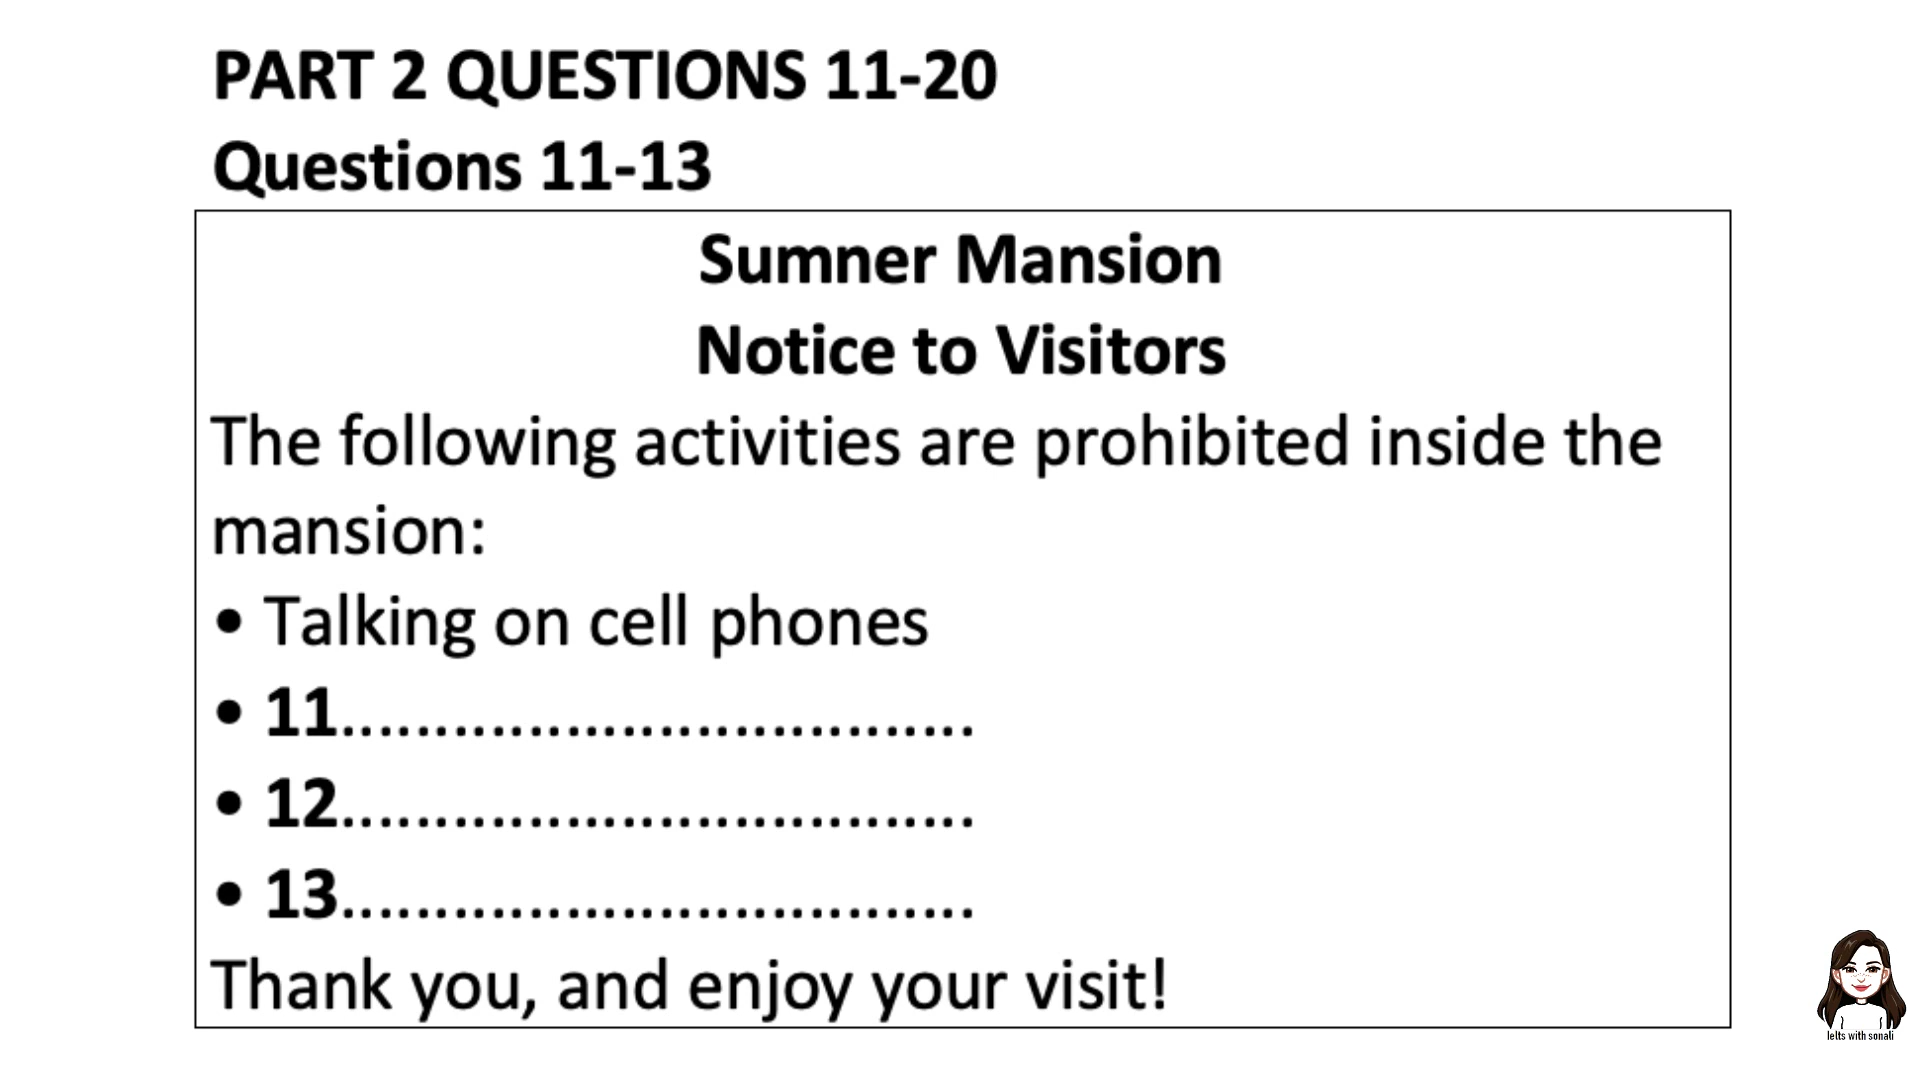 PART 2 QUESTIONS 11-20
Questions 11-13
Sumner Mansion
Notice to Visitors
The following activities are prohibited inside the
mansion:
• Talking on cell phones
• 11..................................
• 12..................................
• 13..................................
Thank you, and enjoy your visit!
Ielts with sonali